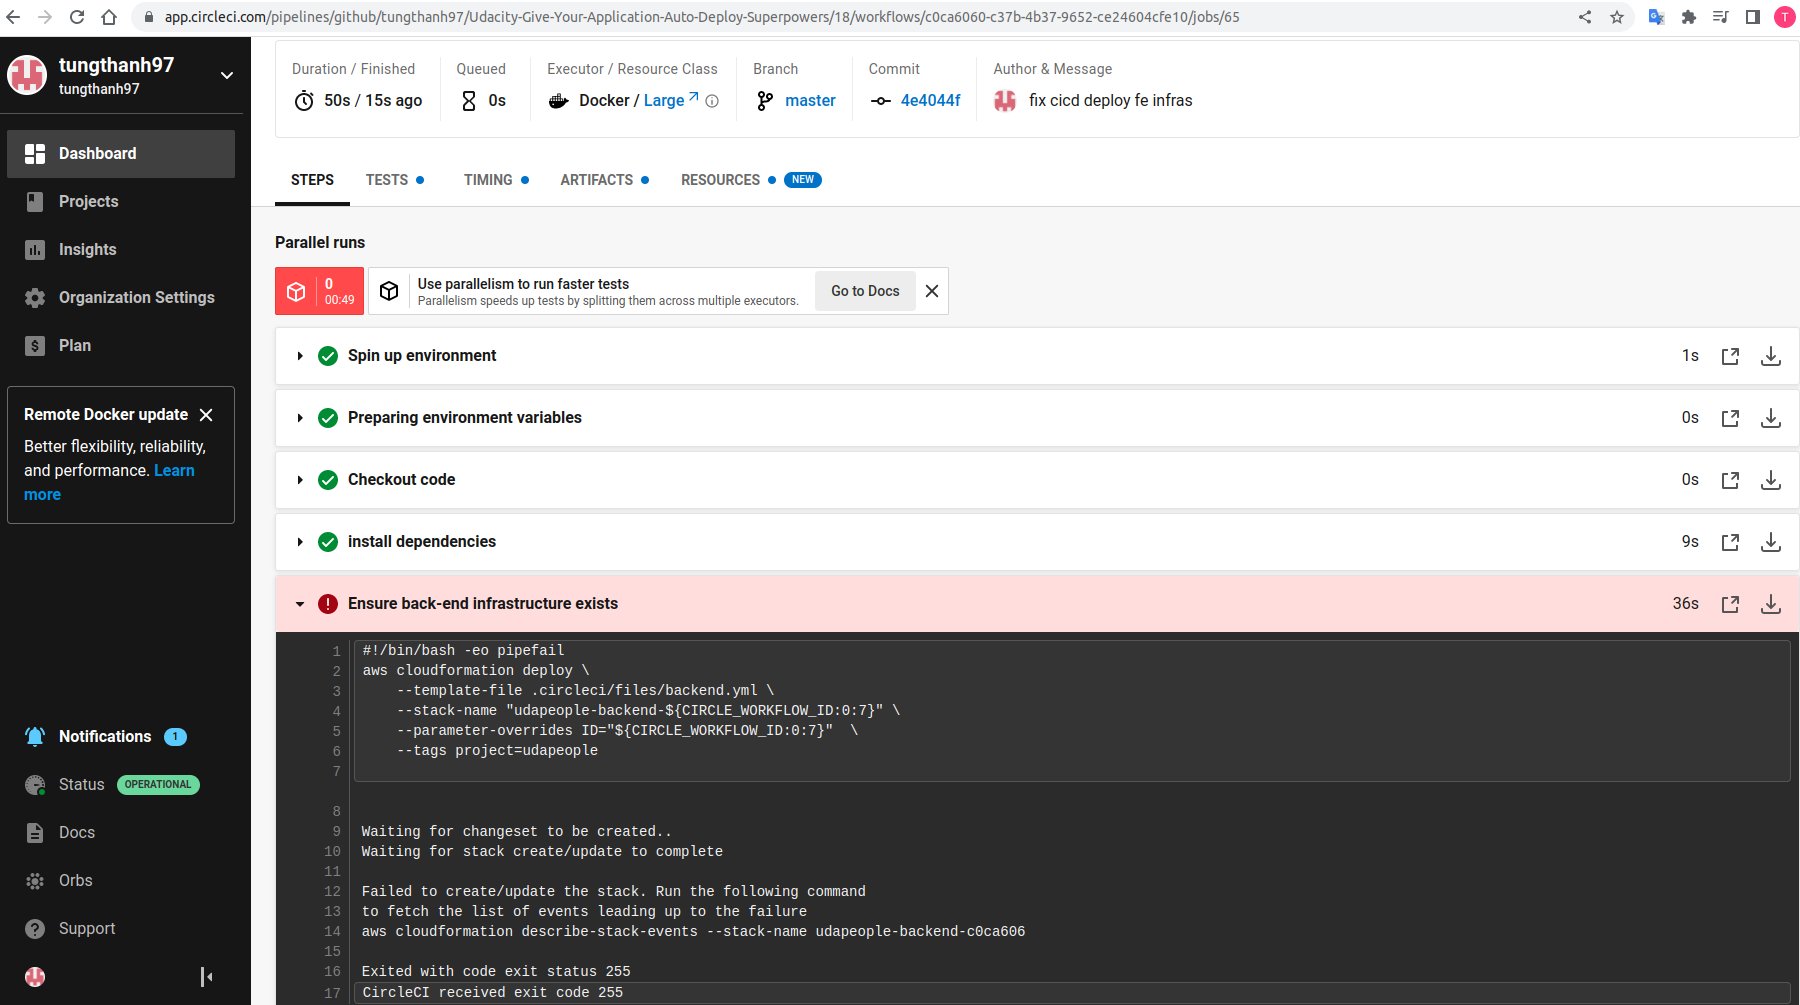 app.circleci.com/pipelines/github/tungthanh97/Udacity-Give-Your-Application-Auto-Deploy-Superpowers/18/workflows/c0ca6060-c37b-4b37-9652-ce24604cfe10/jobs/65
T
tungthanh97
tungthanh97
Dashboard
Projects
Insights
Organization Settings
Plan
Remote Docker update
Better flexibility, reliability,
and performance. Learn
more
Notifications 1
Status OPERATIONAL
Docs
Orbs
Support
Duration / Finished
50s / 15s ago
Queued
0s
Executor / Resource Class
Docker / Large
Branch
master
Commit
4e4044f
Author & Message
fix cicd deploy fe infras
STEPS TESTS TIMING ARTIFACTS RESOURCES NEW
Parallel runs
0
00:49
Use parallelism to run faster tests
Parallelism speeds up tests by splitting them across multiple executors.
Go to Docs
Spin up environment 1s
Preparing environment variables 0s
Checkout code 0s
install dependencies 9s
Ensure back-end infrastructure exists 36s
1 #!/bin/bash -eo pipefail
2 aws cloudformation deploy \
3     --template-file .circleci/files/backend.yml \
4     --stack-name "udapeople-backend-${CIRCLE_WORKFLOW_ID:0:7}" \
5     --parameter-overrides ID="${CIRCLE_WORKFLOW_ID:0:7}"  \
6     --tags project=udapeople
7
8
9 Waiting for changeset to be created..
10 Waiting for stack create/update to complete
11
12 Failed to create/update the stack. Run the following command
13 to fetch the list of events leading up to the failure
14 aws cloudformation describe-stack-events --stack-name udapeople-backend-c0ca606
15
16 Exited with code exit status 255
17 CircleCI received exit code 255